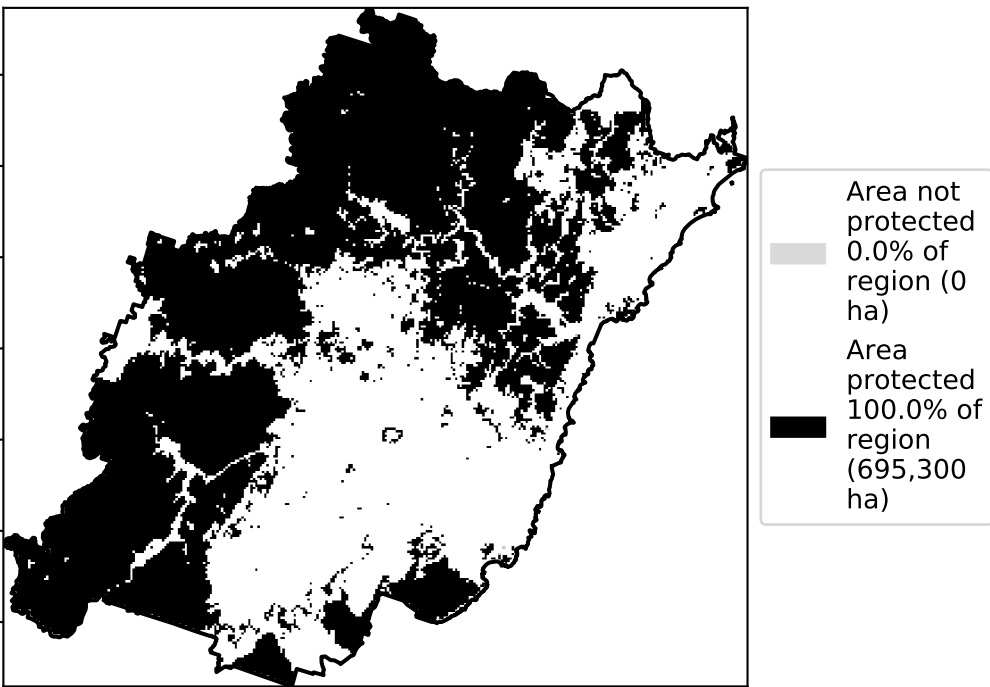 Area not
protected
0.0% of
region (0
ha)
Area
protected
100.0% of
region
(695,300
ha)